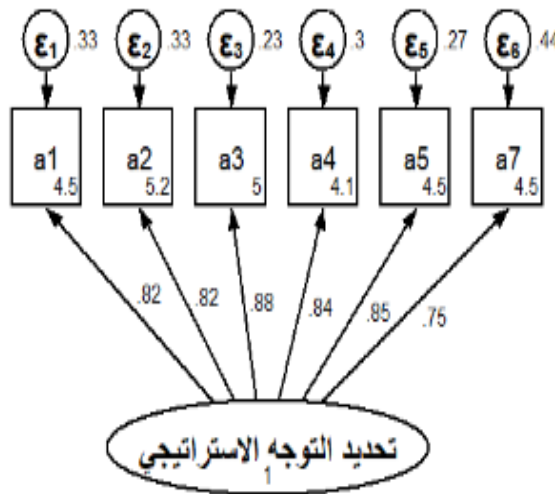 ε1 .33 ε2 .33 ε3 .23 ε4 .3 ε5 .27 ε6 .44
a1 a2 a3 a4 a5 a7
4.5 5.2 5 4.1 4.5 4.5
.82 .82 .88 .84 .85 .75
تحديد التوجه الاستراتيجي
1